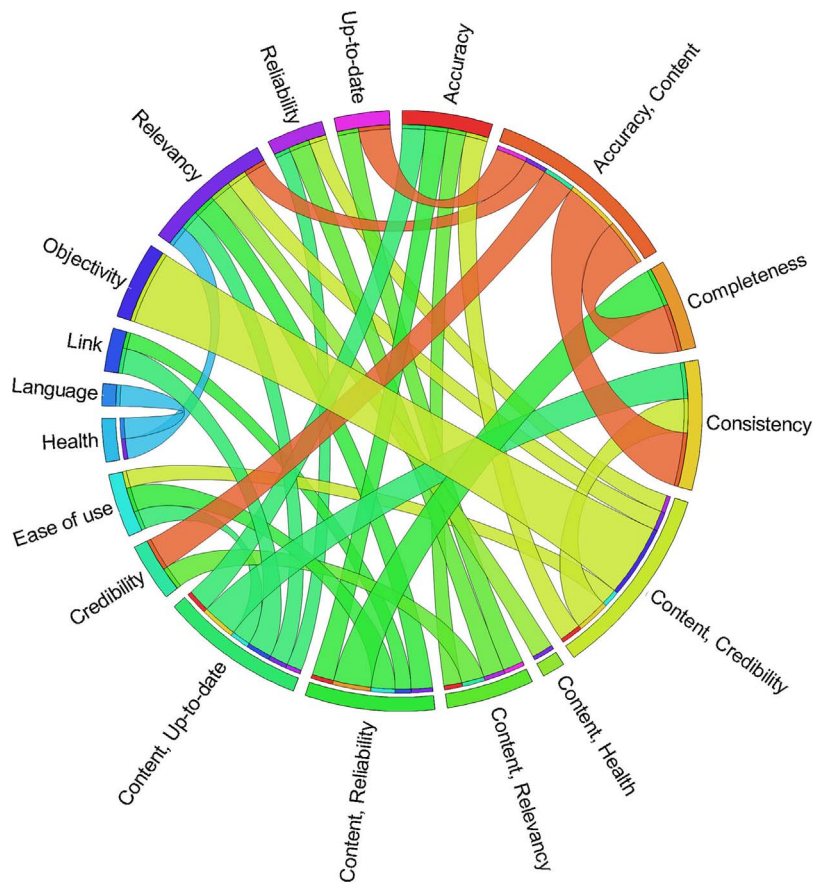 Up-to-date
Accuracy
Accuracy, Content
Completeness
Consistency
Content, Credibility
Content, Health
Content, Relevancy
Content, Reliability
Content, Up-to-date
Credibility
Ease of use
Health
Language
Link
Objectivity
Relevancy
Reliability